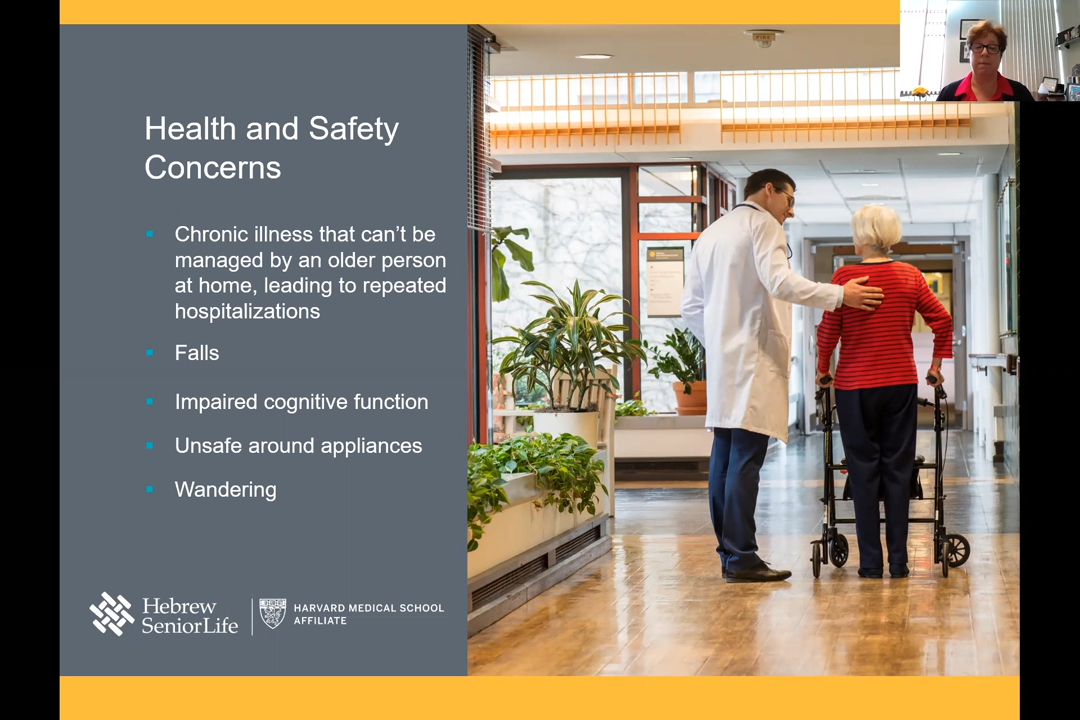 Health and Safety
Concerns
Chronic illness that can’t be
managed by an older person
at home, leading to repeated
hospitalizations
Falls
Impaired cognitive function
Unsafe around appliances
Wandering
Hebrew
SeniorLife
HARVARD MEDICAL SCHOOL
AFFILIATE